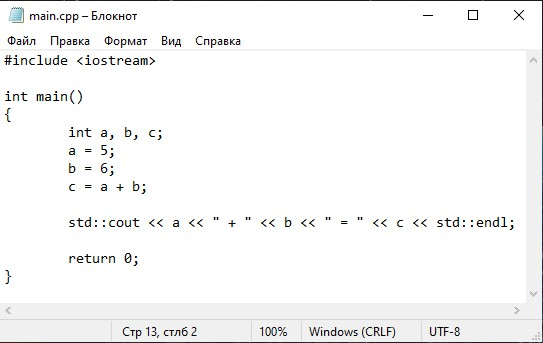 main.cpp – Блокнот
Файл Правка Формат Вид Справка
#include <iostream>

int main()
{
        int a, b, c;
        a = 5;
        b = 6;
        c = a + b;

        std::cout << a << " + " << b << " = " << c << std::endl;

        return 0;
}
Стр 13, стлб 2 100% Windows (CRLF) UTF-8